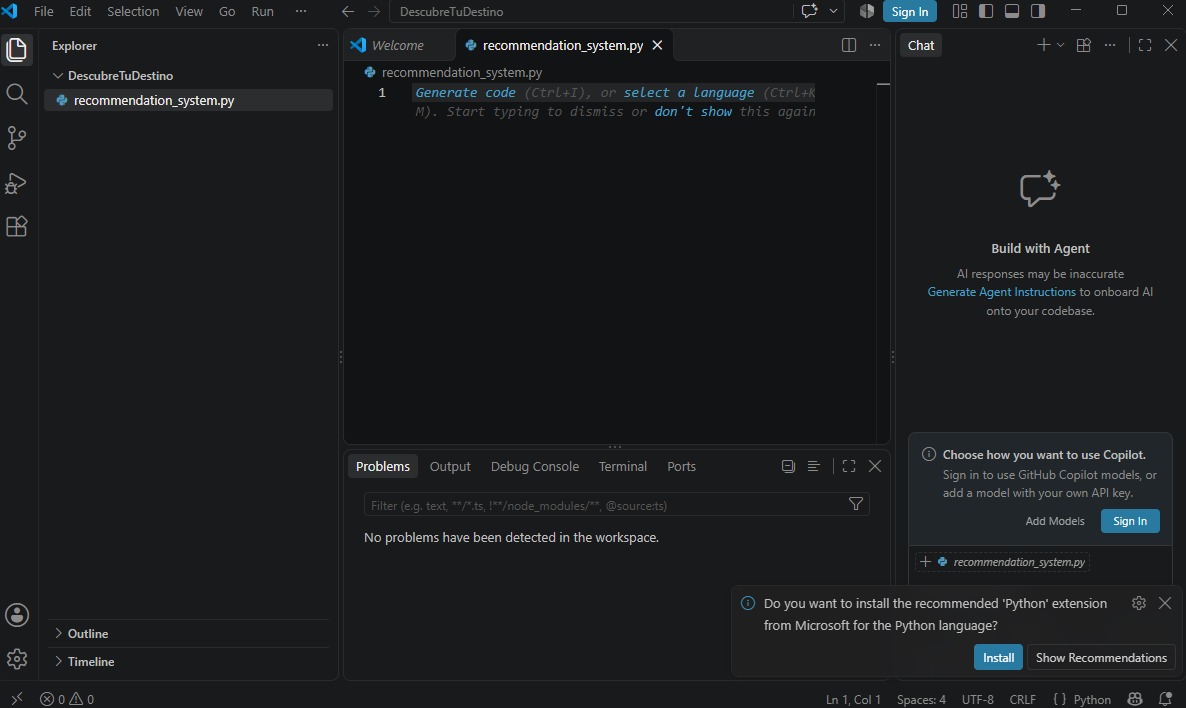 File Edit Selection View Go Run ··· DescubreTuDestino Sign In
Explorer ···
DescubreTuDestino
recommendation_system.py
Outline
Timeline
Welcome recommendation_system.py ···
recommendation_system.py
1 Generate code (Ctrl+I), or select a language (Ctrl+K
M). Start typing to dismiss or don't show this again
Problems Output Debug Console Terminal Ports
Filter (e.g. text, **/*.ts, !**/node_modules/**, @source:ts)
No problems have been detected in the workspace.
Chat ···
Build with Agent
AI responses may be inaccurate
Generate Agent Instructions to onboard AI
onto your codebase.
Choose how you want to use Copilot.
Sign in to use GitHub Copilot models, or
add a model with your own API key.
Add Models Sign In
recommendation_system.py
Do you want to install the recommended 'Python' extension
from Microsoft for the Python language?
Install Show Recommendations
0 0 Ln 1, Col 1 Spaces: 4 UTF-8 CRLF { } Python